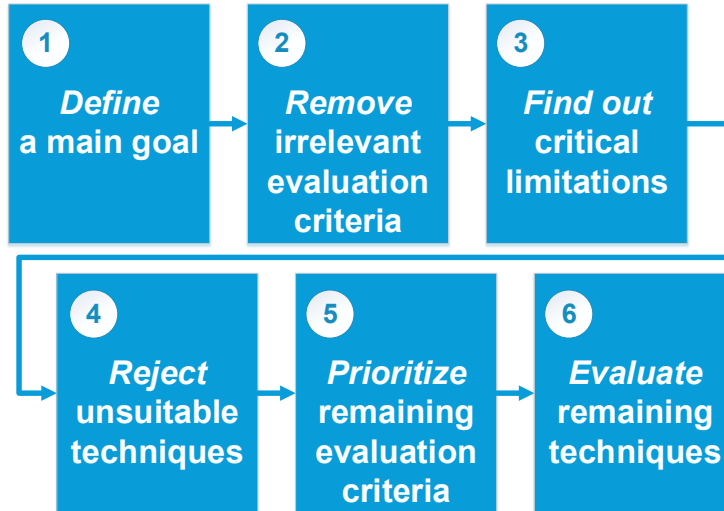 1
Define
a main goal
2
Remove
irrelevant
evaluation
criteria
3
Find out
critical
limitations
4
Reject
unsuitable
techniques
5
Prioritize
remaining
evaluation
criteria
6
Evaluate
remaining
techniques